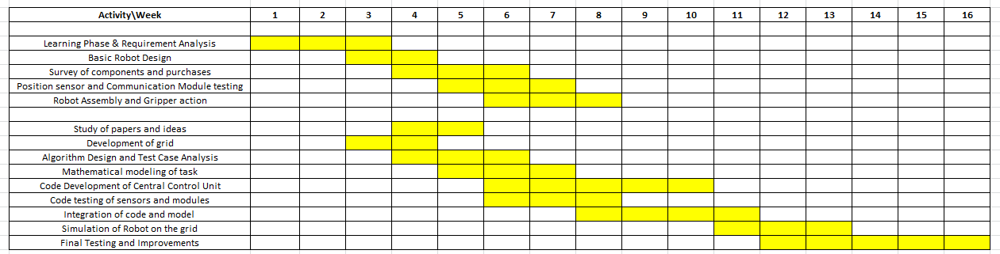 Activity\Week 1 2 3 4 5 6 7 8 9 10 11 12 13 14 15 16
Learning Phase & Requirement Analysis
Basic Robot Design
Survey of components and purchases
Position sensor and Communication Module testing
Robot Assembly and Gripper action
Study of papers and ideas
Development of grid
Algorithm Design and Test Case Analysis
Mathematical modeling of task
Code Development of Central Control Unit
Code testing of sensors and modules
Integration of code and model
Simulation of Robot on the grid
Final Testing and Improvements